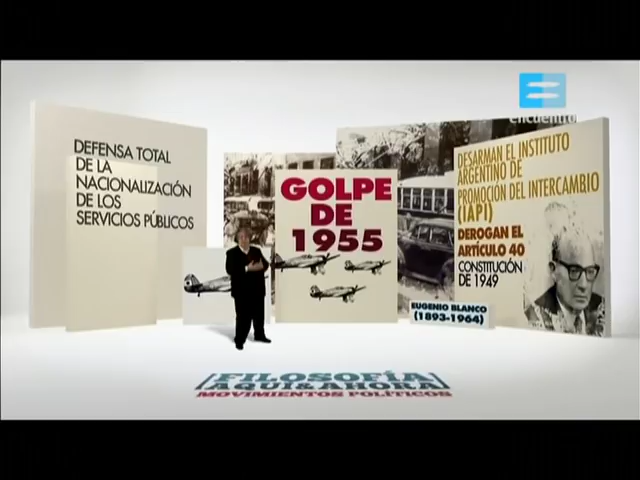 encuentro
DEFENSA TOTAL
DE LA
NACIONALIZACIÓN
DE LOS
SERVICIOS PÚBLICOS
GOLPE
DE
1955
DESARMAN EL INSTITUTO
ARGENTINO DE
PROMOCIÓN DEL INTERCAMBIO
(IAPI)
DEROGAN EL
ARTÍCULO 40
CONSTITUCIÓN
DE 1949
EUGENIO BLANCO
(1893-1964)
FILOSOFÍA
AQUÍ&AHORA
MOVIMIENTOS POLÍTICOS